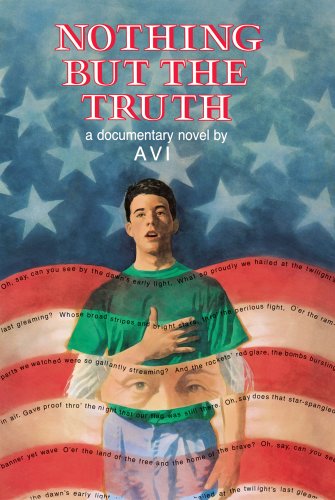 NOTHING
BUT THE
TRUTH
a documentary novel by
AVI
Oh, say, can you see by the dawn's early light, What so proudly we hailed at the twilight's
last gleaming? Whose broad stripes and bright stars, thro' the perilous fight, O'er the ram
parts we watched were so gallantly streaming? And the rockets' red glare, the bombs bursting
in air, Gave proof thro' the night that our flag was still there. Oh, say does that star-spangled
banner yet wave O'er the land of the free and the home of the brave? Oh, say, can you see
the dawn's early light, hailed at the twilight's last gleaming